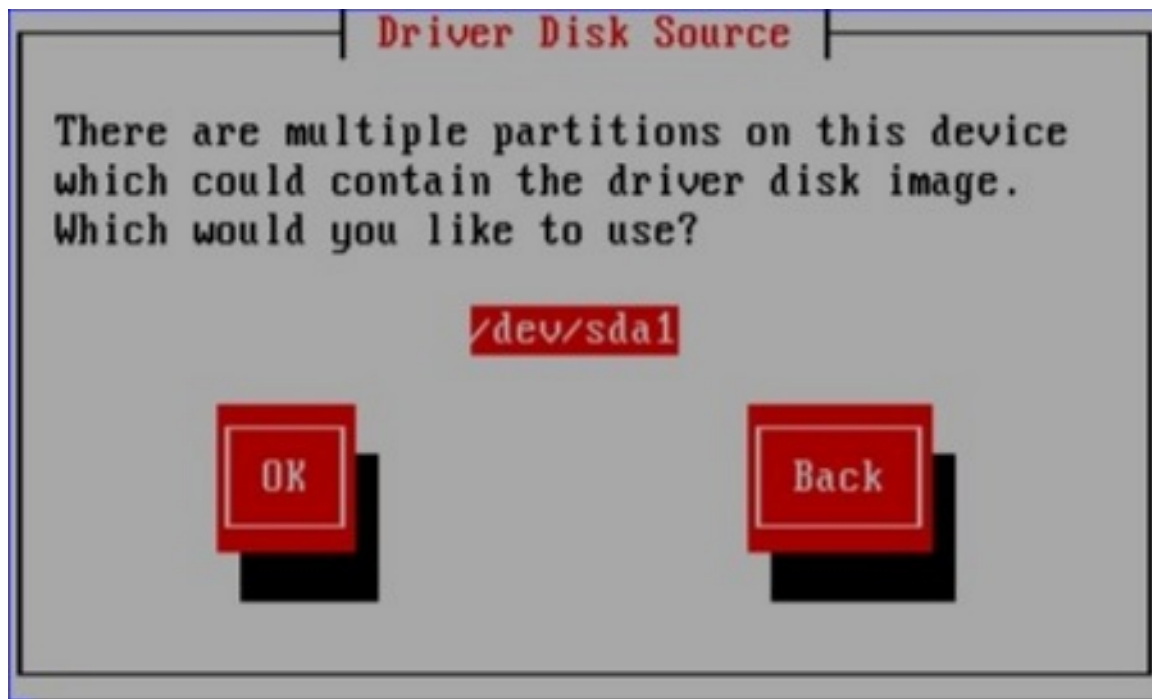 Driver Disk Source
There are multiple partitions on this device
which could contain the driver disk image.
Which would you like to use?
/dev/sda1
OK
Back